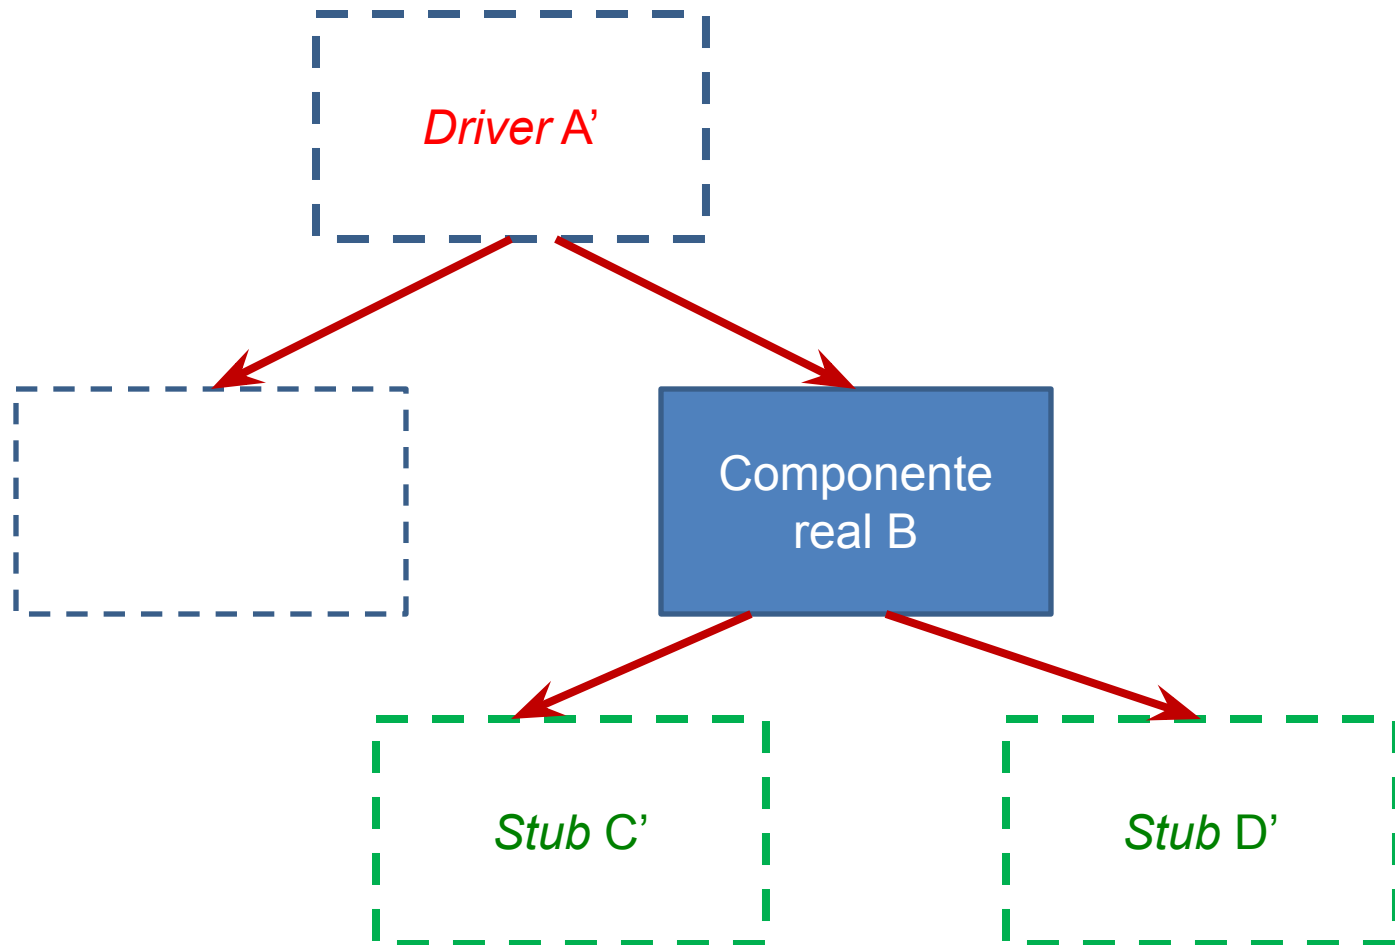 Driver A’
Componente
real B
Stub C’
Stub D’